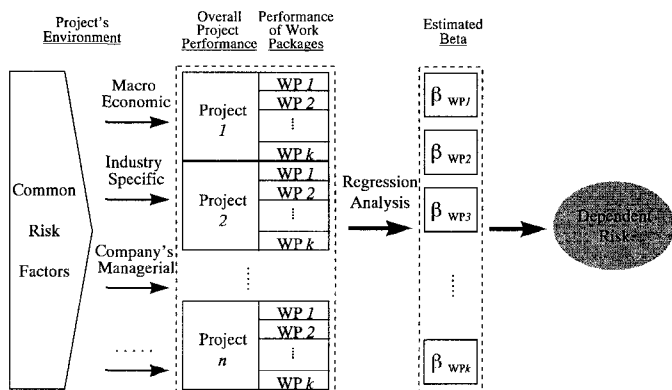 Project's
Environment
Overall
Project
Performance
Performance
of Work
Packages
Estimated
Beta
Common
Risk
Factors
Macro
Economic
Industry
Specific
Company's
Managerial
.....
Project
1
WP 1
WP 2
⋮
WP k
Project
2
WP 1
WP 2
⋮
WP k
⋮
Project
n
WP 1
WP 2
⋮
WP k
Regression
Analysis
β WP1
β WP2
β WP3
⋮
β WPk
Dependent
Risk